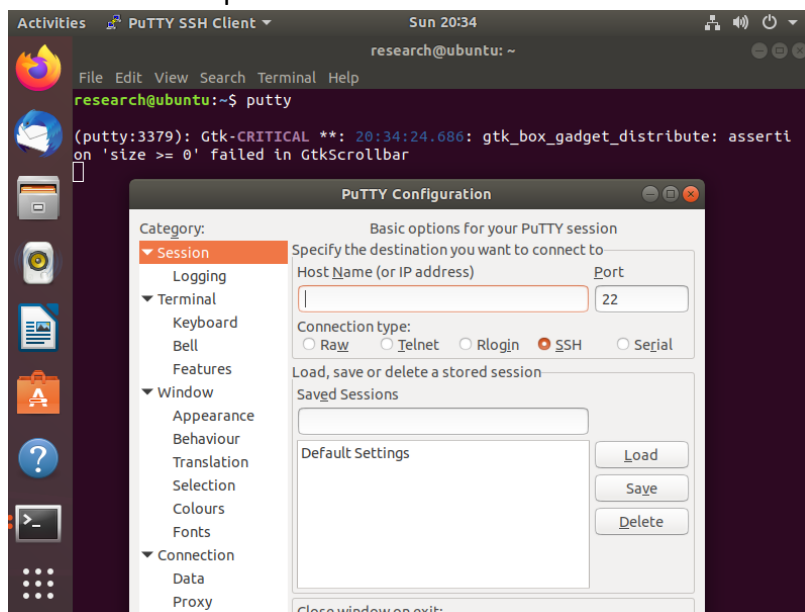 Activities PuTTY SSH Client Sun 20:34
research@ubuntu: ~
File Edit View Search Terminal Help
research@ubuntu:~$ putty
(putty:3379): Gtk-CRITICAL **: 20:34:24.686: gtk_box_gadget_distribute: asserti
on 'size >= 0' failed in GtkScrollbar
PuTTY Configuration
Category:
Session
Logging
Terminal
Keyboard
Bell
Features
Window
Appearance
Behaviour
Translation
Selection
Colours
Fonts
Connection
Data
Proxy
Basic options for your PuTTY session
Specify the destination you want to connect to
Host Name (or IP address) Port
22
Connection type:
Raw Telnet Rlogin SSH Serial
Load, save or delete a stored session
Saved Sessions
Default Settings
Load
Save
Delete
Close window on exit: